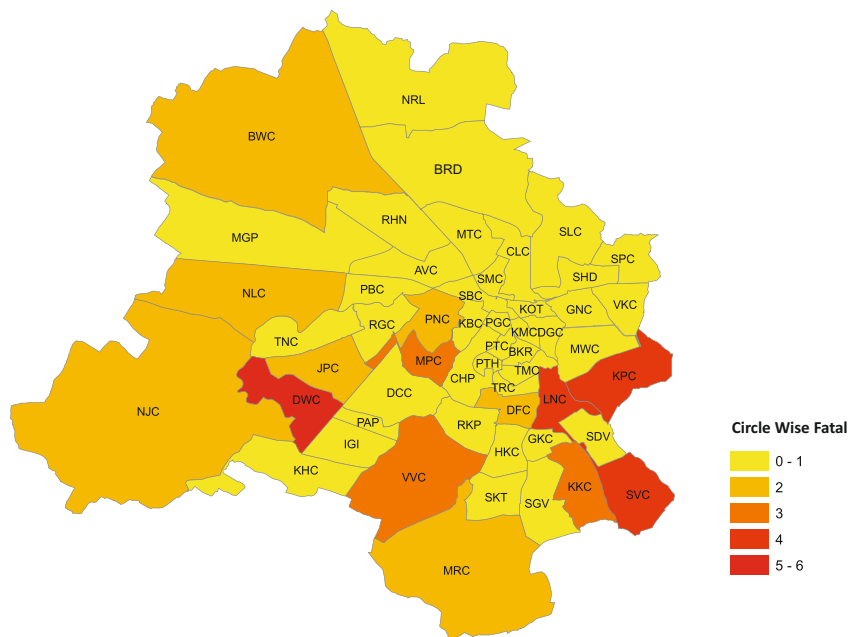 NRL
BWC
BRD
RHN
MGP
MTC
SLC
CLC
SPC
AVC
SMC
SHD
PBC
NLC
SBC
KOT
GNC
VKC
PNC
RGC
KBC
PGC
KMC
DGC
TNC
PTC
BKR
MWC
MPC
PTH
JPC
TMC
KPC
CHP
TRC
DCC
DWC
LNC
NJC
DFC
PAP
RKP
SDV
GKC
IGI
HKC
KHC
VVC
KKC
SVC
SKT
SGV
MRC
Circle Wise Fatal
0 - 1
2
3
4
5 - 6